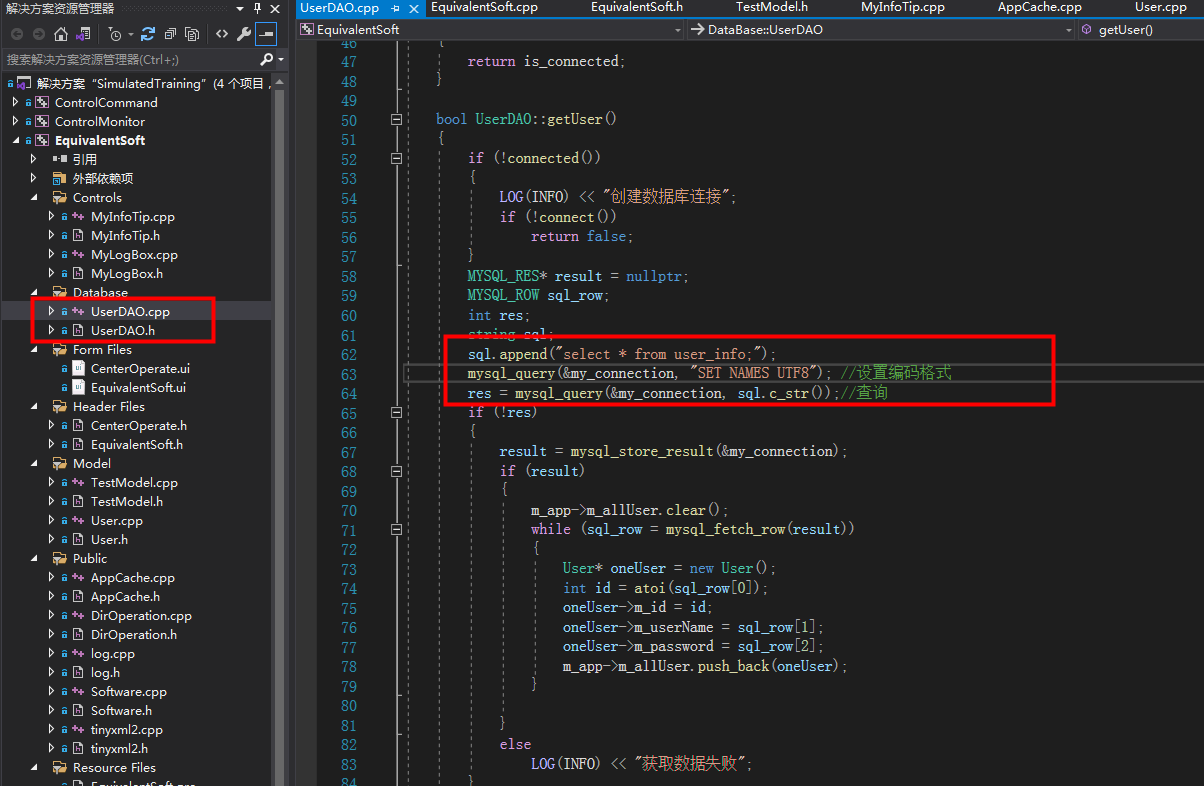 解决方案资源管理器
搜索解决方案资源管理器(Ctrl+;)
解决方案 “SimulatedTraining” (4 个项目,
ControlCommand
ControlMonitor
EquivalentSoft
引用
外部依赖项
Controls
MyInfoTip.cpp
MyInfoTip.h
MyLogBox.cpp
MyLogBox.h
Database
UserDAO.cpp
UserDAO.h
Form Files
CenterOperate.ui
EquivalentSoft.ui
Header Files
CenterOperate.h
EquivalentSoft.h
Model
TestModel.cpp
TestModel.h
User.cpp
User.h
Public
AppCache.cpp
AppCache.h
DirOperation.cpp
DirOperation.h
log.cpp
log.h
Software.cpp
Software.h
tinyxml2.cpp
tinyxml2.h
Resource Files
UserDAO.cpp EquivalentSoft.cpp EquivalentSoft.h TestModel.h MyInfoTip.cpp AppCache.cpp User.cpp
EquivalentSoft DataBase::UserDAO getUser()
46 {
47 return is_connected;
48 }
49
50 bool UserDAO::getUser()
51 {
52 if (!connected())
53 {
54 LOG(INFO) << "创建数据库连接";
55 if (!connect())
56 return false;
57 }
58 MYSQL_RES* result = nullptr;
59 MYSQL_ROW sql_row;
60 int res;
61 string sql;
62 sql.append("select * from user_info;");
63 mysql_query(&my_connection, "SET NAMES UTF8"); //设置编码格式
64 res = mysql_query(&my_connection, sql.c_str());//查询
65 if (!res)
66 {
67 result = mysql_store_result(&my_connection);
68 if (result)
69 {
70 m_app->m_allUser.clear();
71 while (sql_row = mysql_fetch_row(result))
72 {
73 User* oneUser = new User();
74 int id = atoi(sql_row[0]);
75 oneUser->m_id = id;
76 oneUser->m_userName = sql_row[1];
77 oneUser->m_password = sql_row[2];
78 m_app->m_allUser.push_back(oneUser);
79 }
80
81 }
82 else
83 LOG(INFO) << "获取数据失败";
84 }